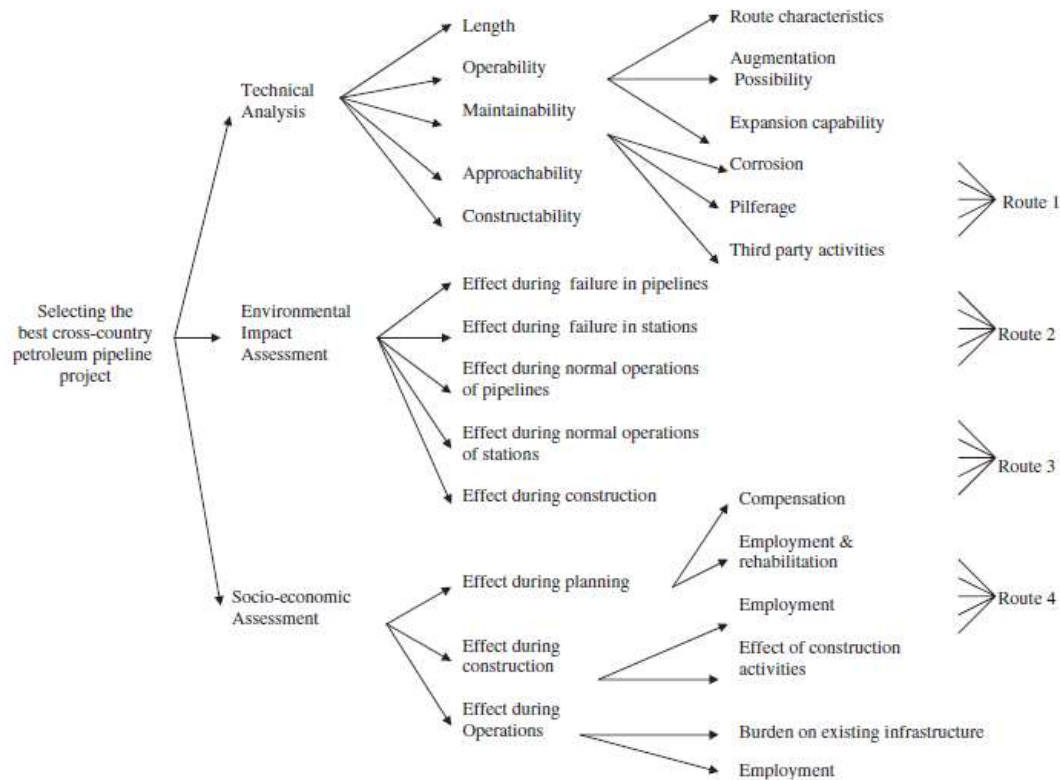 Selecting the
best cross-country
petroleum pipeline
project
Technical
Analysis
Environmental
Impact
Assessment
Socio-economic
Assessment
Length
Operability
Maintainability
Approachability
Constructability
Effect during failure in pipelines
Effect during failure in stations
Effect during normal operations
of pipelines
Effect during normal operations
of stations
Effect during construction
Effect during planning
Effect during
construction
Effect during
Operations
Route characteristics
Augmentation
Possibility
Expansion capability
Corrosion
Pilferage
Third party activities
Compensation
Employment &
rehabilitation
Employment
Effect of construction
activities
Burden on existing infrastructure
Employment
Route 1
Route 2
Route 3
Route 4